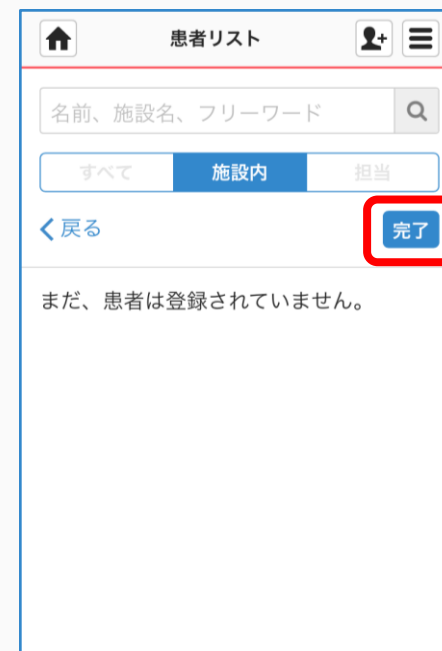 患者リスト
名前、施設名、フリーワード
すべて 施設内 担当
戻る 完了
まだ、患者は登録されていません。